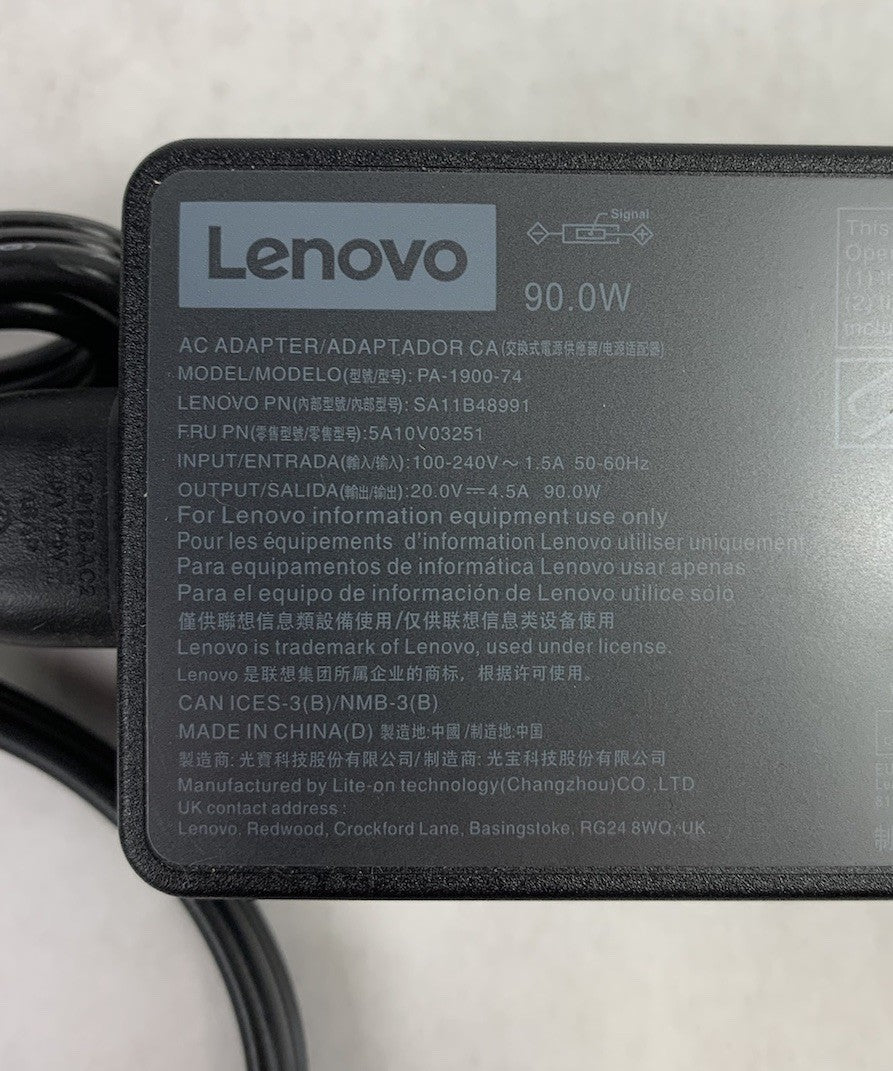 Lenovo
Signal
90.0W
AC ADAPTER/ADAPTADOR CA(交換式電源供應器/电源适配器)
MODEL/MODELO(型號/型号): PA-1900-74
LENOVO PN(內部型號/内部型号): SA11B48991
FRU PN(零售型號/零售型号):5A10V03251
INPUT/ENTRADA(輸入/输入):100-240V～ 1.5A 50-60Hz
OUTPUT/SALIDA(輸出/输出):20.0V⎓4.5A 90.0W
For Lenovo information equipment use only
Pour les équipements d'information Lenovo utiliser uniquement
Para equipamentos de informática Lenovo usar apenas
Para el equipo de información de Lenovo utilice sólo
僅供聯想信息類設備使用/仅供联想信息类设备使用
Lenovo is trademark of Lenovo, used under license.
Lenovo 是联想集团所属企业的商标，根据许可使用。
CAN ICES-3(B)/NMB-3(B)
MADE IN CHINA(D) 製造地:中國/制造地:中国
製造商: 光寶科技股份有限公司/制造商: 光宝科技股份有限公司
Manufactured by Lite-on technology(Changzhou)CO.,LTD
UK contact address :
Lenovo, Redwood, Crockford Lane, Basingstoke, RG24 8WQ, UK.
This
(1)
(2)